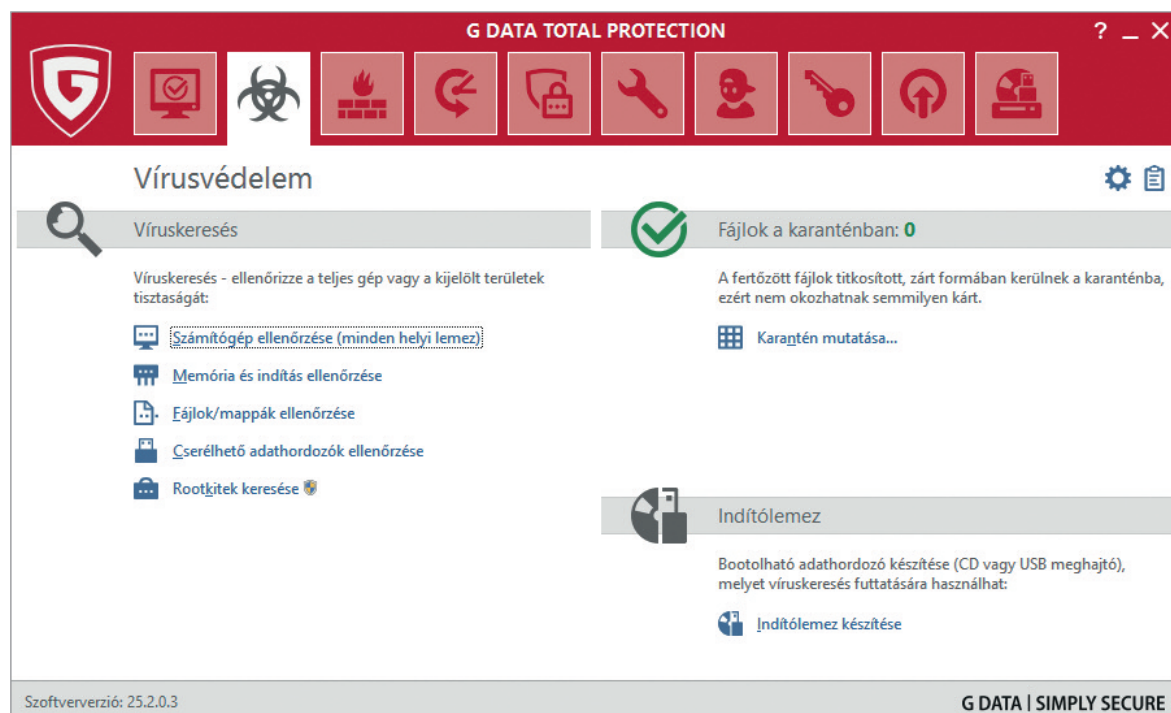 G DATA TOTAL PROTECTION
Vírusvédelem
Víruskeresés
Víruskeresés - ellenőrizze a teljes gép vagy a kijelölt területek
tisztaságát:
Számítógép ellenőrzése (minden helyi lemez)
Memória és indítás ellenőrzése
Fájlok/mappák ellenőrzése
Cserélhető adathordozók ellenőrzése
Rootkitek keresése
Fájlok a karanténban: 0
A fertőzött fájlok titkosított, zárt formában kerülnek a karanténba,
ezért nem okozhatnak semmilyen kárt.
Karantén mutatása...
Indítólemez
Bootolható adathordozó készítése (CD vagy USB meghajtó),
melyet víruskeresés futtatására használhat:
Indítólemez készítése
Szoftververzió: 25.2.0.3
G DATA | SIMPLY SECURE